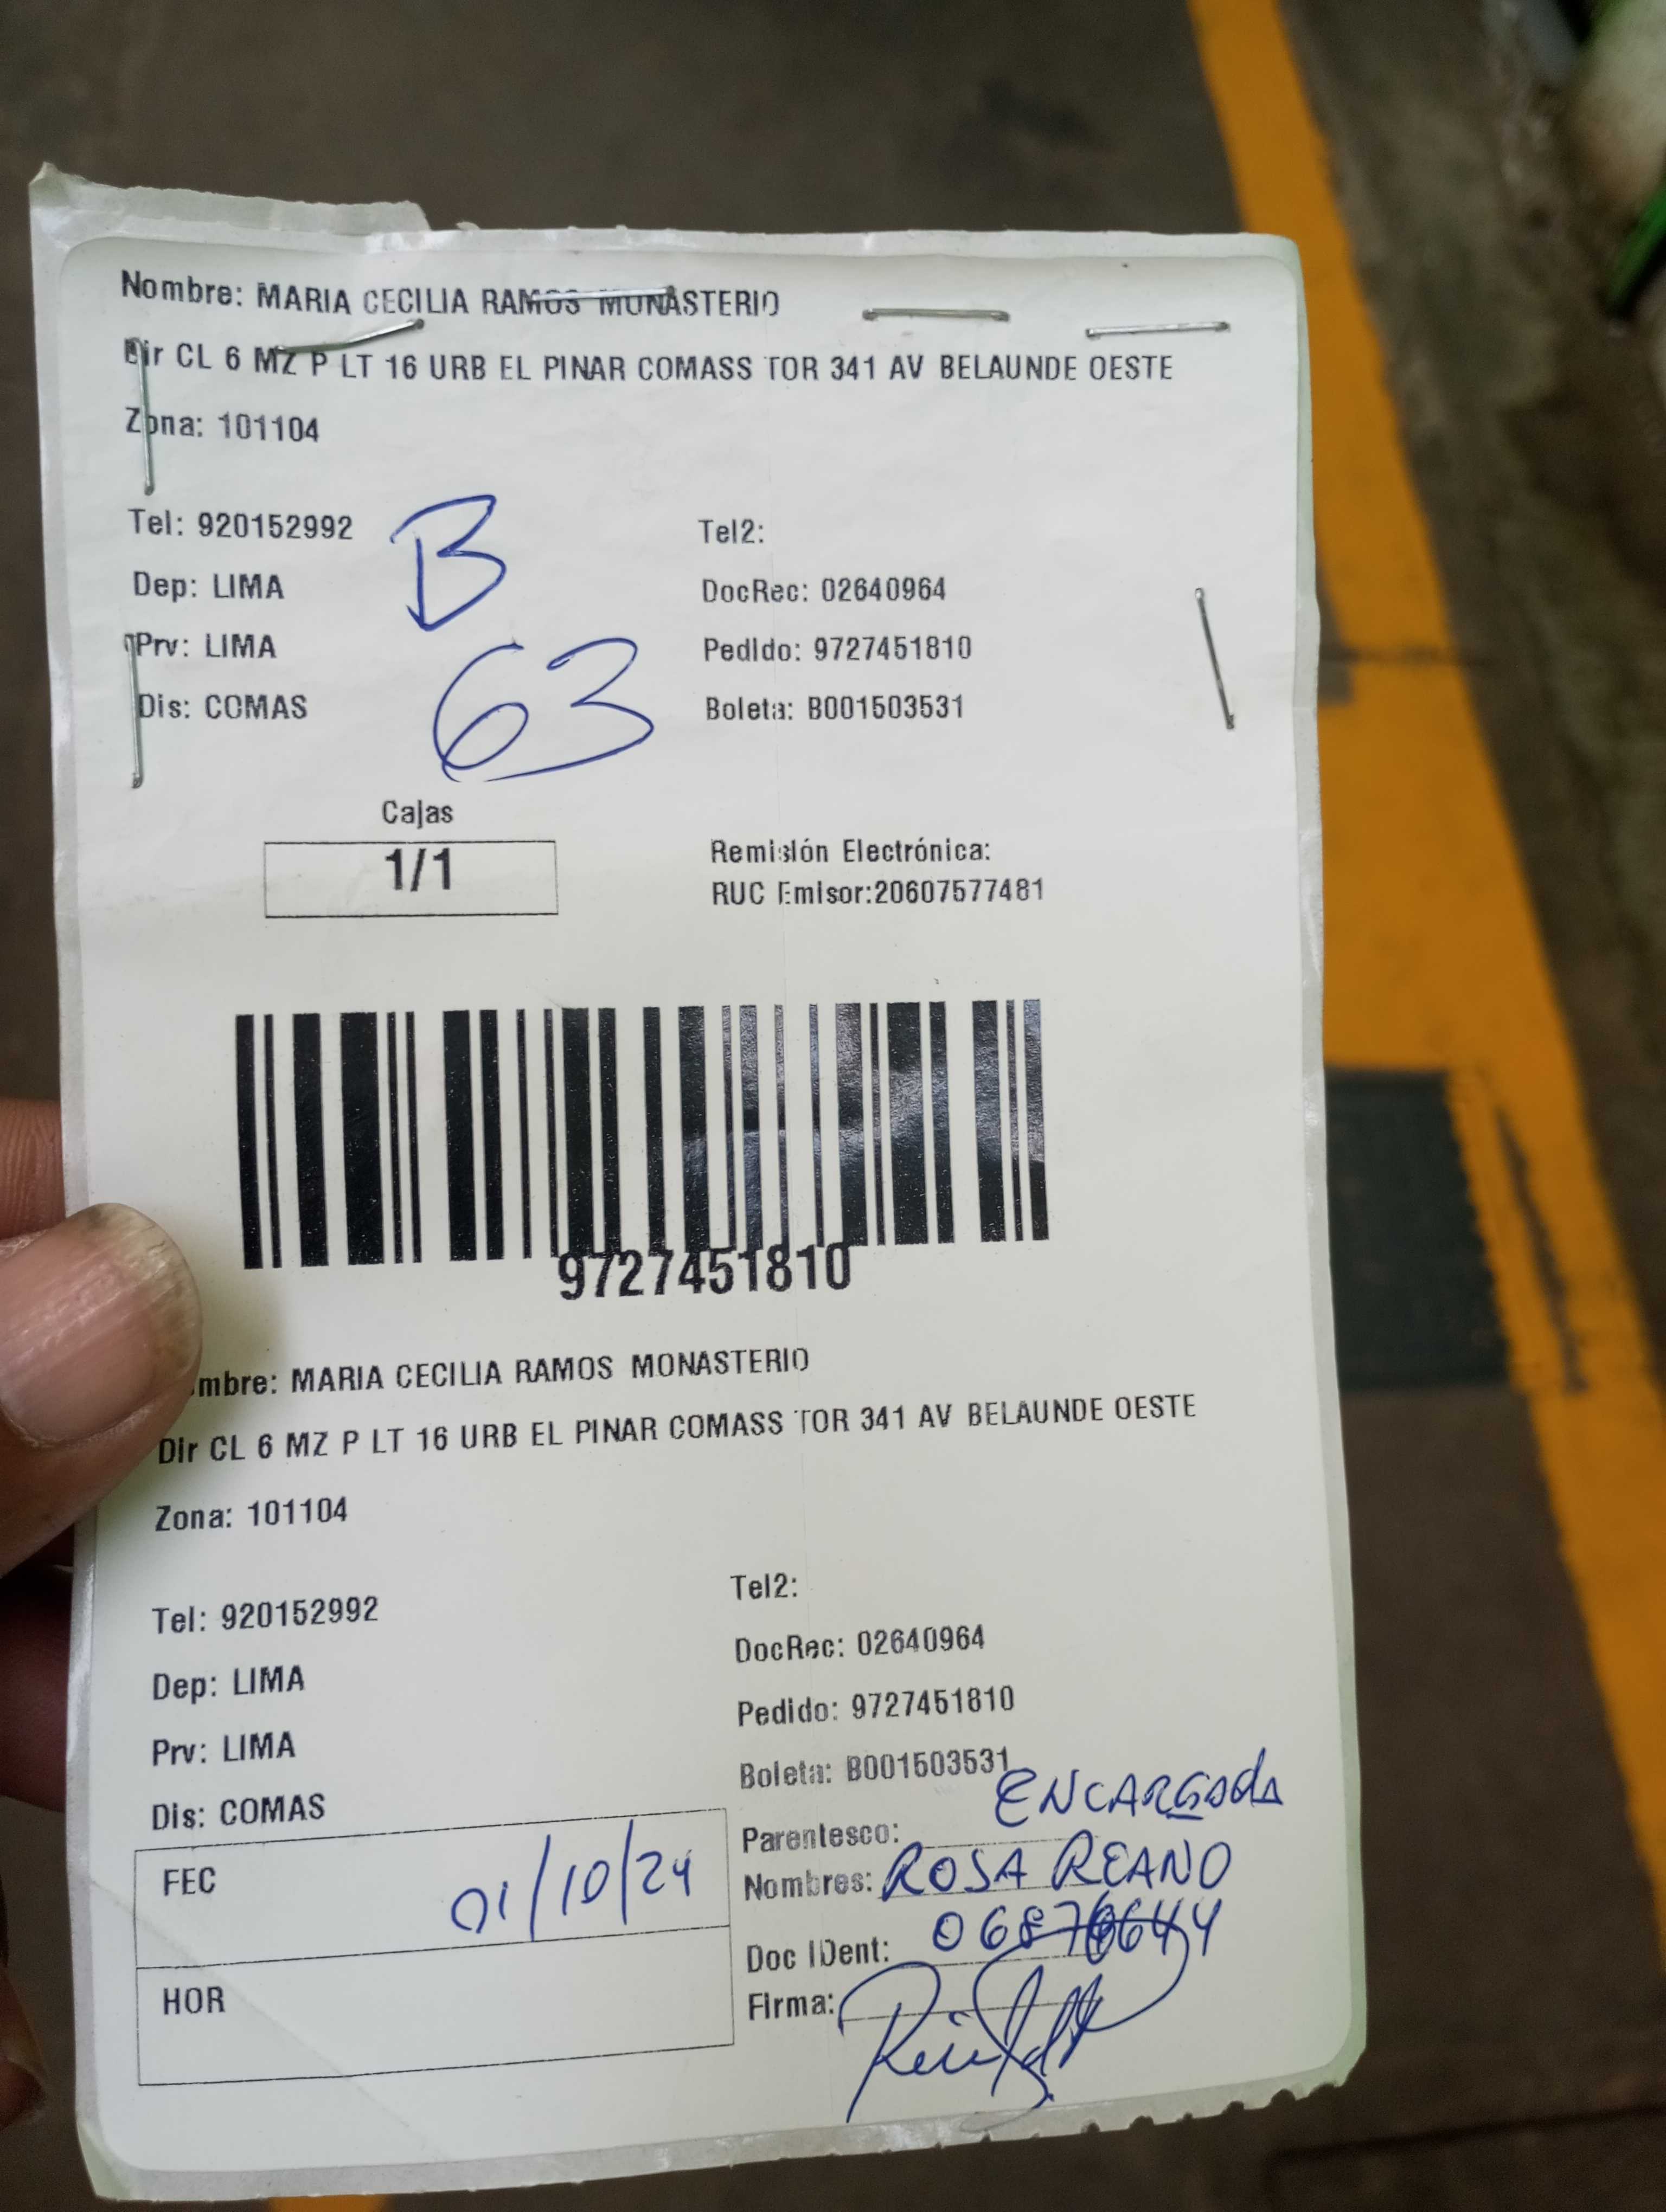 Nombre: MARIA CECILIA RAMOS MONASTERIO
Dir CL 6 MZ P LT 16 URB EL PINAR COMASS TOR 341 AV BELAUNDE OESTE
Zona: 101104
Tel: 920152992
B
Tel2:
Dep: LIMA
DocRec: 02640964
Prv: LIMA
63
Pedido: 9727451810
Dis: COMAS
Boleta: B001503531
Cajas
1/1
Remisión Electrónica:
RUC Emisor:20607577481
9727451810
mbre: MARIA CECILIA RAMOS MONASTERIO
Dir CL 6 MZ P LT 16 URB EL PINAR COMASS TOR 341 AV BELAUNDE OESTE
Zona: 101104
Tel: 920152992
Tel2:
Dep: LIMA
DocRec: 02640964
Prv: LIMA
Pedido: 9727451810
Dis: COMAS
Boleta: B001503531
FEC 01/10/24
HOR
Parentesco: ENCARGADA
Nombres: ROSA REANO
Doc IDent:
Firma: